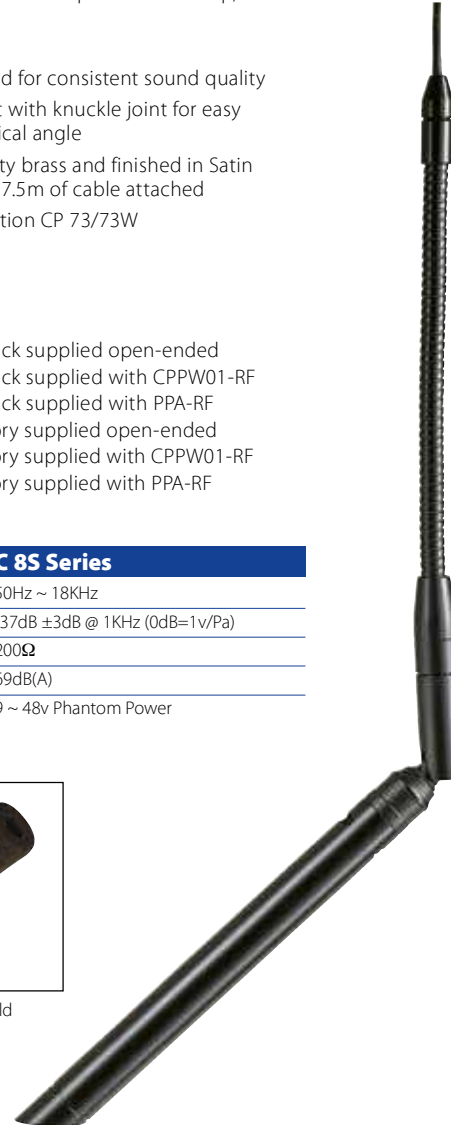 d for consistent sound quality
t with knuckle joint for easy
ical angle
ty brass and finished in Satin
7.5m of cable attached
tion CP 73/73W
ck supplied open-ended
ck supplied with CPPW01-RF
ck supplied with PPA-RF
ory supplied open-ended
ory supplied with CPPW01-RF
ory supplied with PPA-RF
C 8S Series
50Hz ~ 18KHz
37dB ±3dB @ 1KHz (0dB=1v/Pa)
200Ω
69dB(A)
9 ~ 48v Phantom Power
ld